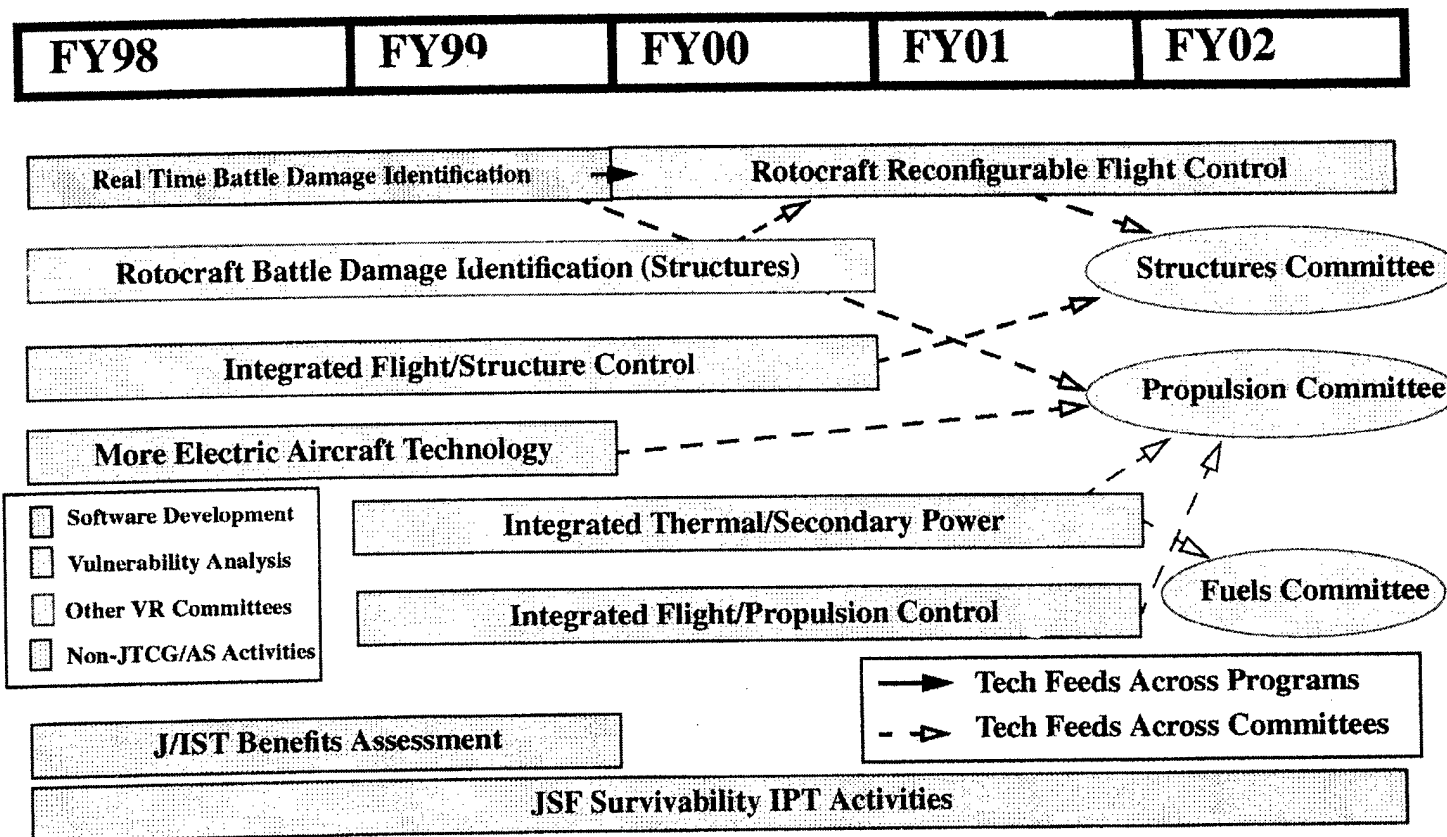 FY98 FY99 FY00 FY01 FY02
Real Time Battle Damage Identification
Rotocraft Reconfigurable Flight Control
Rotocraft Battle Damage Identification (Structures)
Structures Committee
Integrated Flight/Structure Control
Propulsion Committee
More Electric Aircraft Technology
Software Development
Vulnerability Analysis
Other VR Committees
Non-JTCG/AS Activities
Integrated Thermal/Secondary Power
Fuels Committee
Integrated Flight/Propulsion Control
Tech Feeds Across Programs
Tech Feeds Across Committees
J/IST Benefits Assessment
JSF Survivability IPT Activities